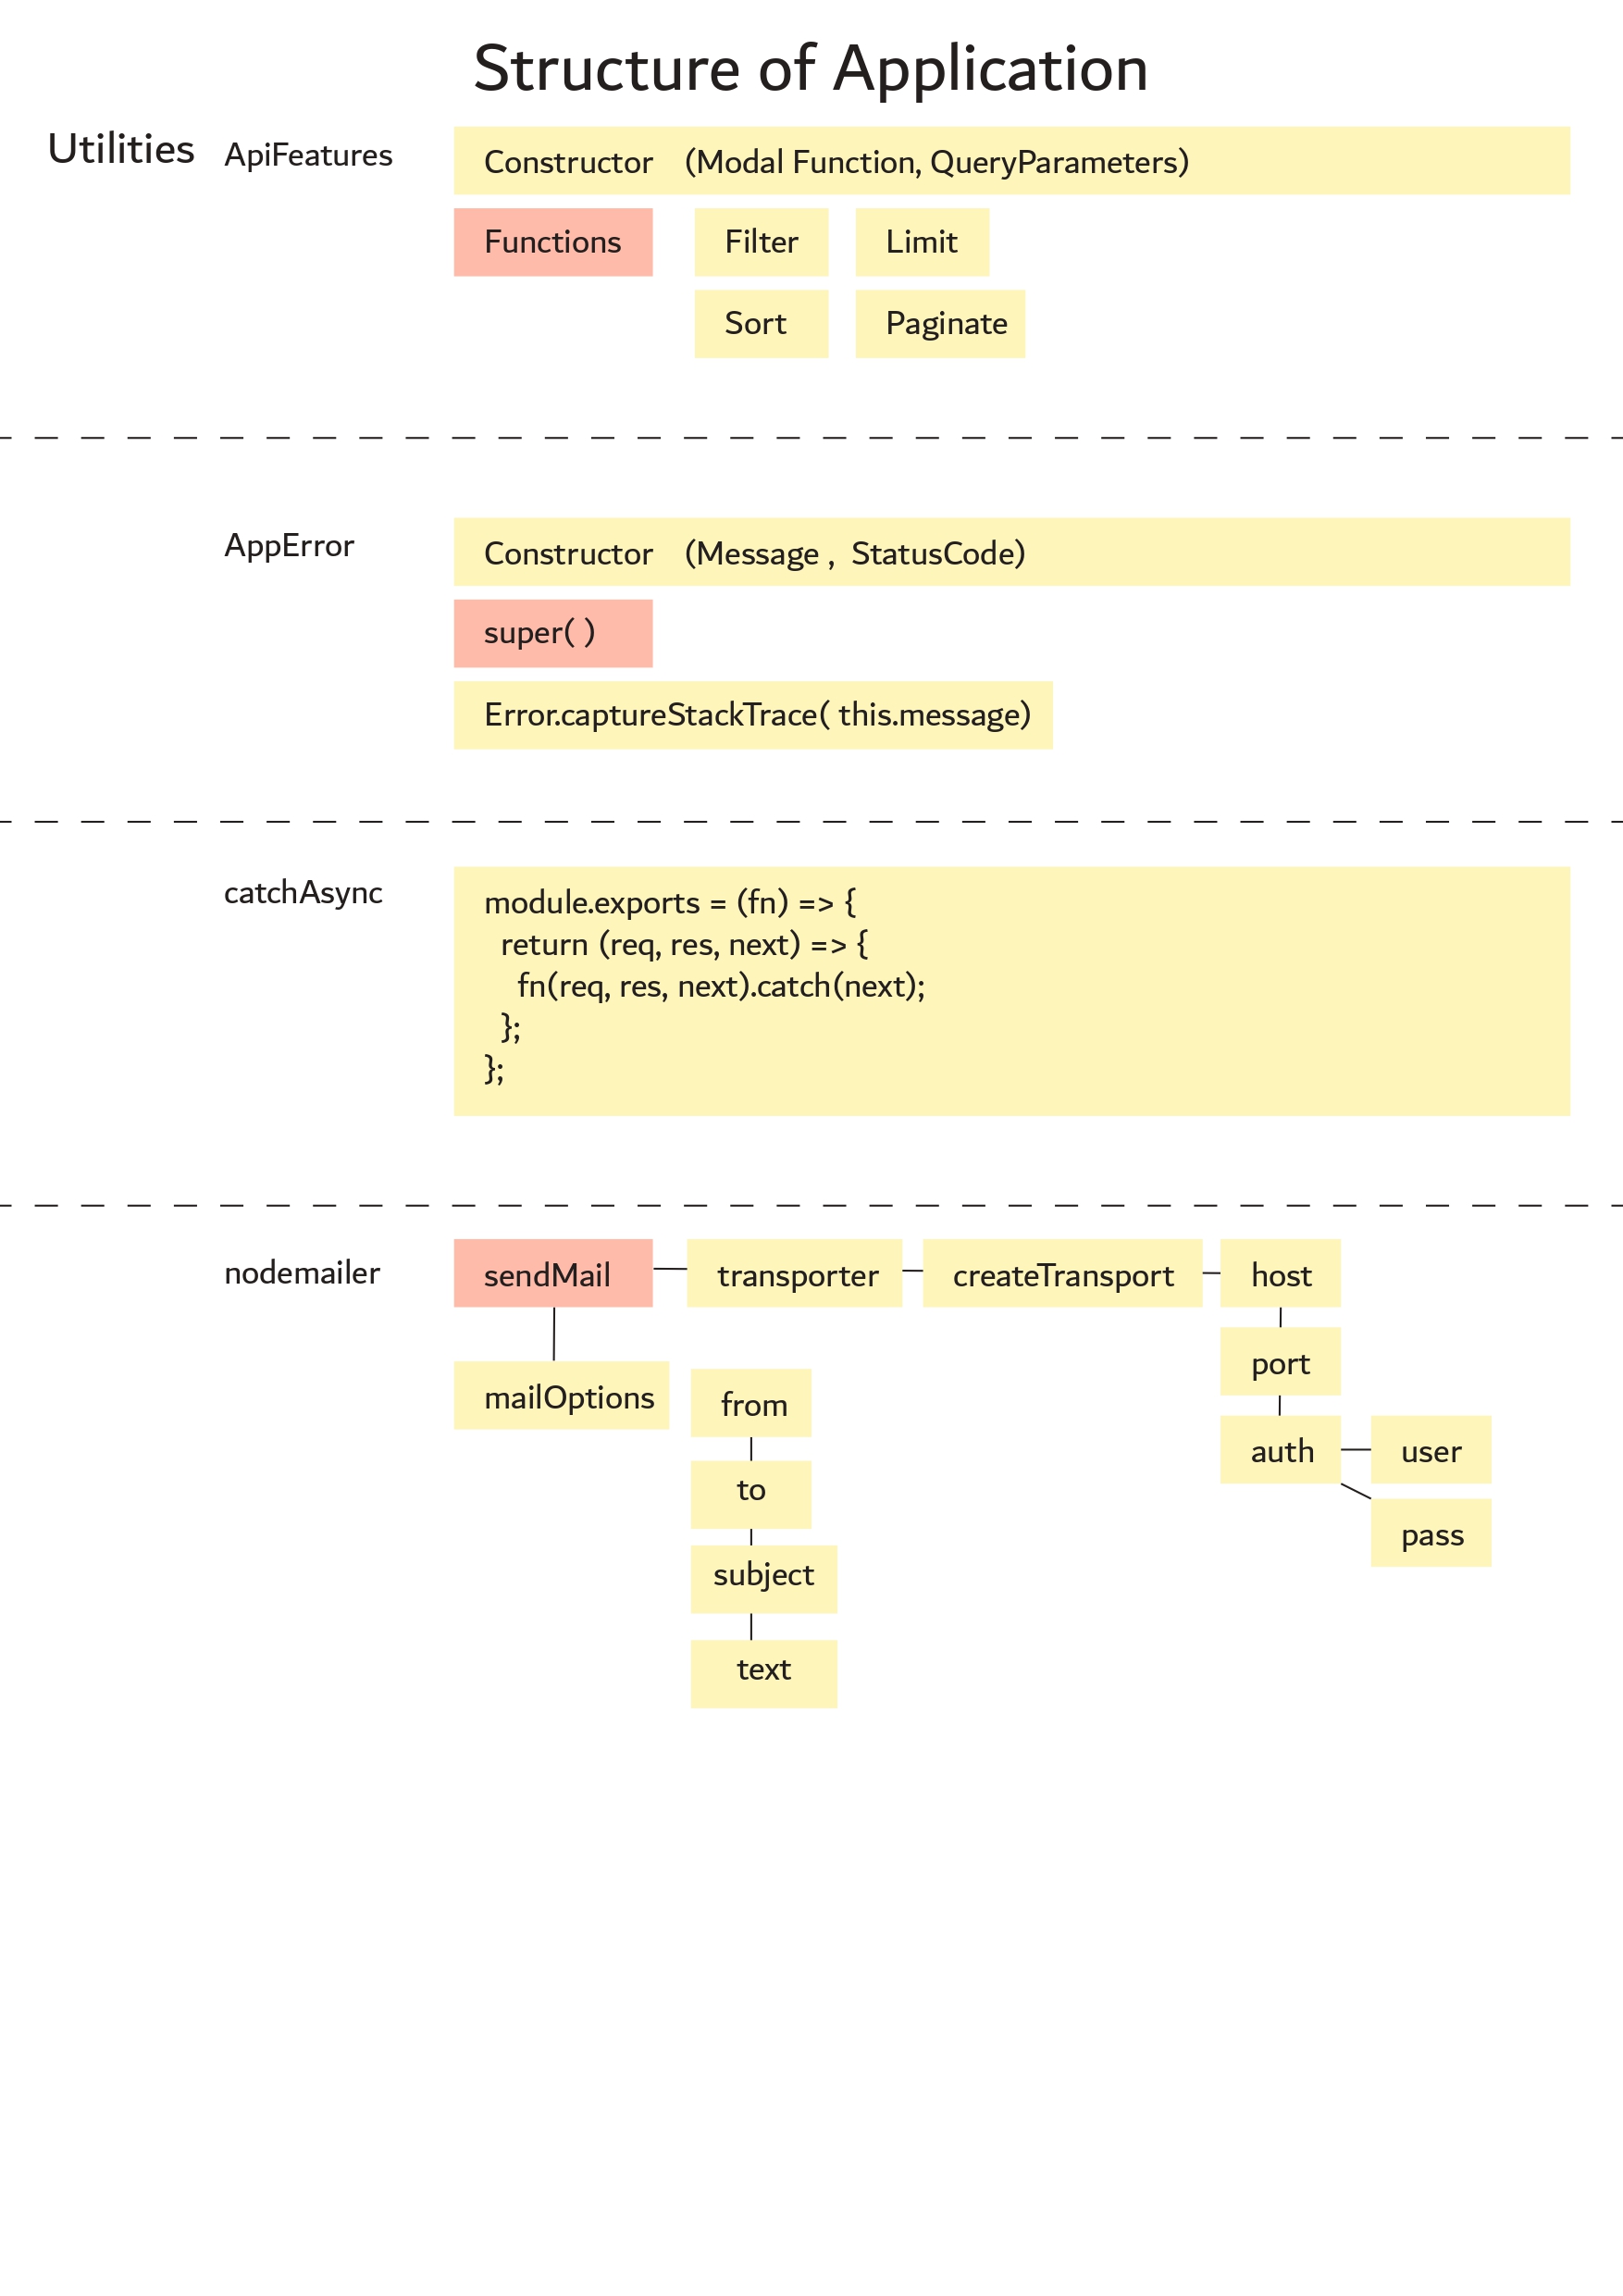 Structure of Application
Utilities ApiFeatures Constructor (Modal Function, QueryParameters)
Functions Filter Limit
Sort Paginate
AppError Constructor (Message , StatusCode)
super( )
Error.captureStackTrace( this.message)
catchAsync
module.exports = (fn) => {
return (req, res, next) => {
fn(req, res, next).catch(next);
};
};
nodemailer sendMail transporter createTransport host
port
mailOptions from
auth user
to
pass
subject
text